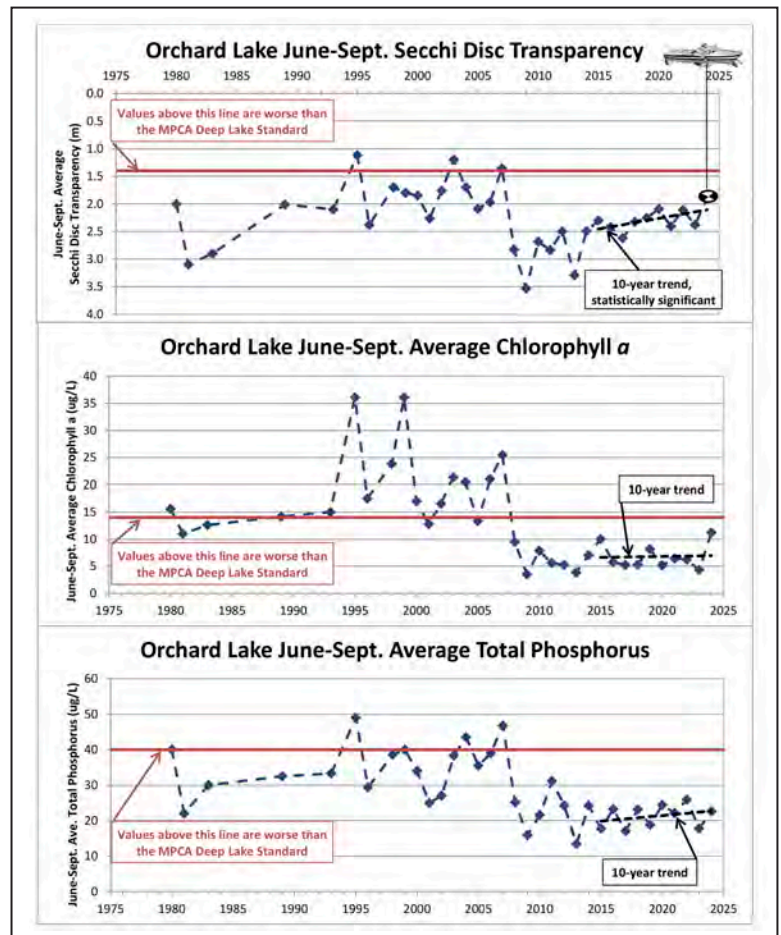 Orchard Lake June-Sept. Secchi Disc Transparency
1975 1980 1985 1990 1995 2000 2005 2010 2015 2020 2025
June-Sept. Average
Secchi Disc Transparency (m)
0.0
0.5
1.0
1.5
2.0
2.5
3.0
3.5
4.0
Values above this line are worse than
the MPCA Deep Lake Standard
10-year trend,
statistically significant
Orchard Lake June-Sept. Average Chlorophyll a
June-Sept. Average Chlorophyll a (ug/L)
40
35
30
25
20
15
10
5
0
10-year trend
Values above this line are worse than
the MPCA Deep Lake Standard
1975 1980 1985 1990 1995 2000 2005 2010 2015 2020 2025
Orchard Lake June-Sept. Average Total Phosphorus
June-Sept. Ave. Total Phosphorus (ug/L)
60
50
40
30
20
10
0
Values above this line are worse than
the MPCA Deep Lake Standard
10-year trend
1975 1980 1985 1990 1995 2000 2005 2010 2015 2020 2025